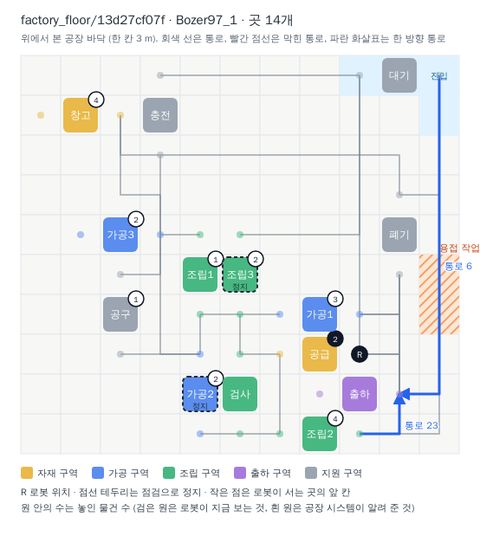 factory_floor/13d27cf07f · Bozer97_1 · 곳 14개
위에서 본 공장 바닥 (한 칸 3 m). 회색 선은 통로, 빨간 점선은 막힌 통로, 파란 화살표는 한 방향 통로
대기
진입
창고
4
충전
가공3
2
폐기
용접 작업
통로 6
조립1
1
조립3
2
정지
공구
1
가공1
3
공급
2
R
가공2
2
정지
검사
출하
통로 23
조립2
4
자재 구역
가공 구역
조립 구역
출하 구역
지원 구역
R 로봇 위치 · 점선 테두리는 점검으로 정지 · 작은 점은 로봇이 서는 곳의 앞 칸
원 안의 수는 놓인 물건 수 (검은 원은 로봇이 지금 보는 것, 흰 원은 공장 시스템이 알려 준 것)